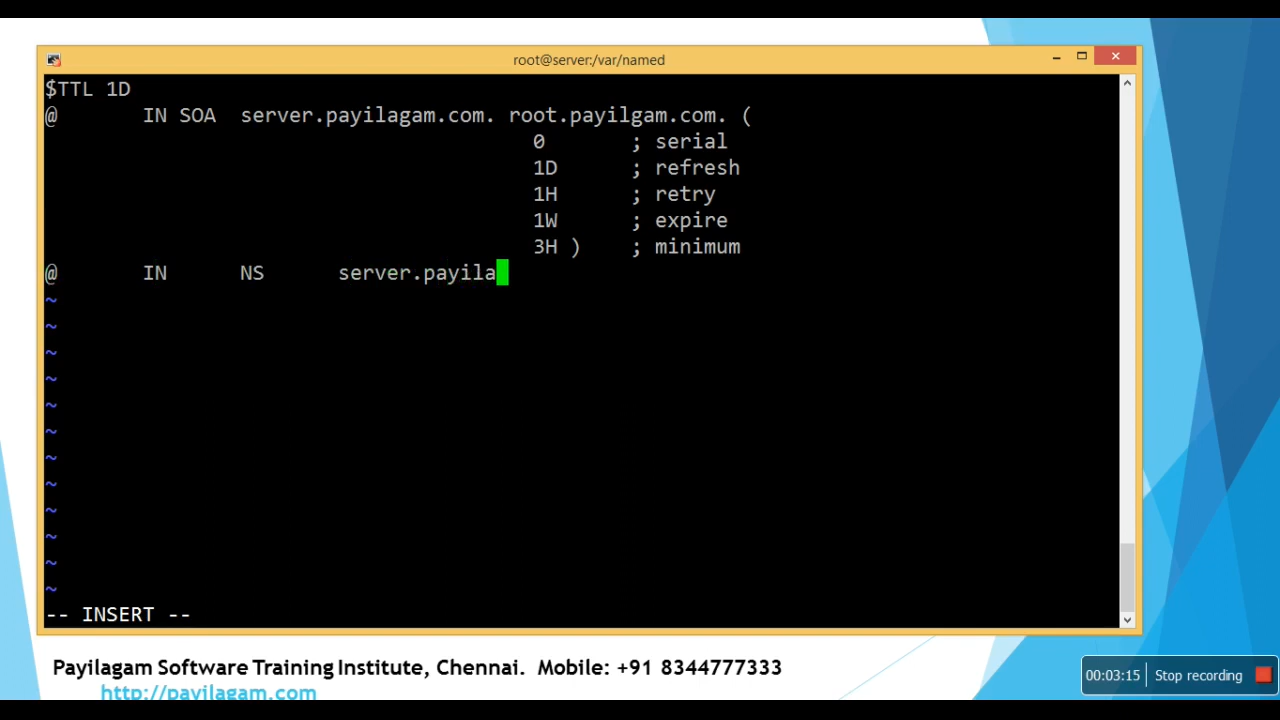 root@server:/var/named
$TTL 1D
@ IN SOA server.payilagam.com. root.payilgam.com. (
0 ; serial
1D ; refresh
1H ; retry
1W ; expire
3H ) ; minimum
@ IN NS server.payila
~
~
~
~
~
~
~
~
~
~
~
~
-- INSERT --
Payilagam Software Training Institute, Chennai. Mobile: +91 8344777333
http://payilagam.com
00:03:15 Stop recording